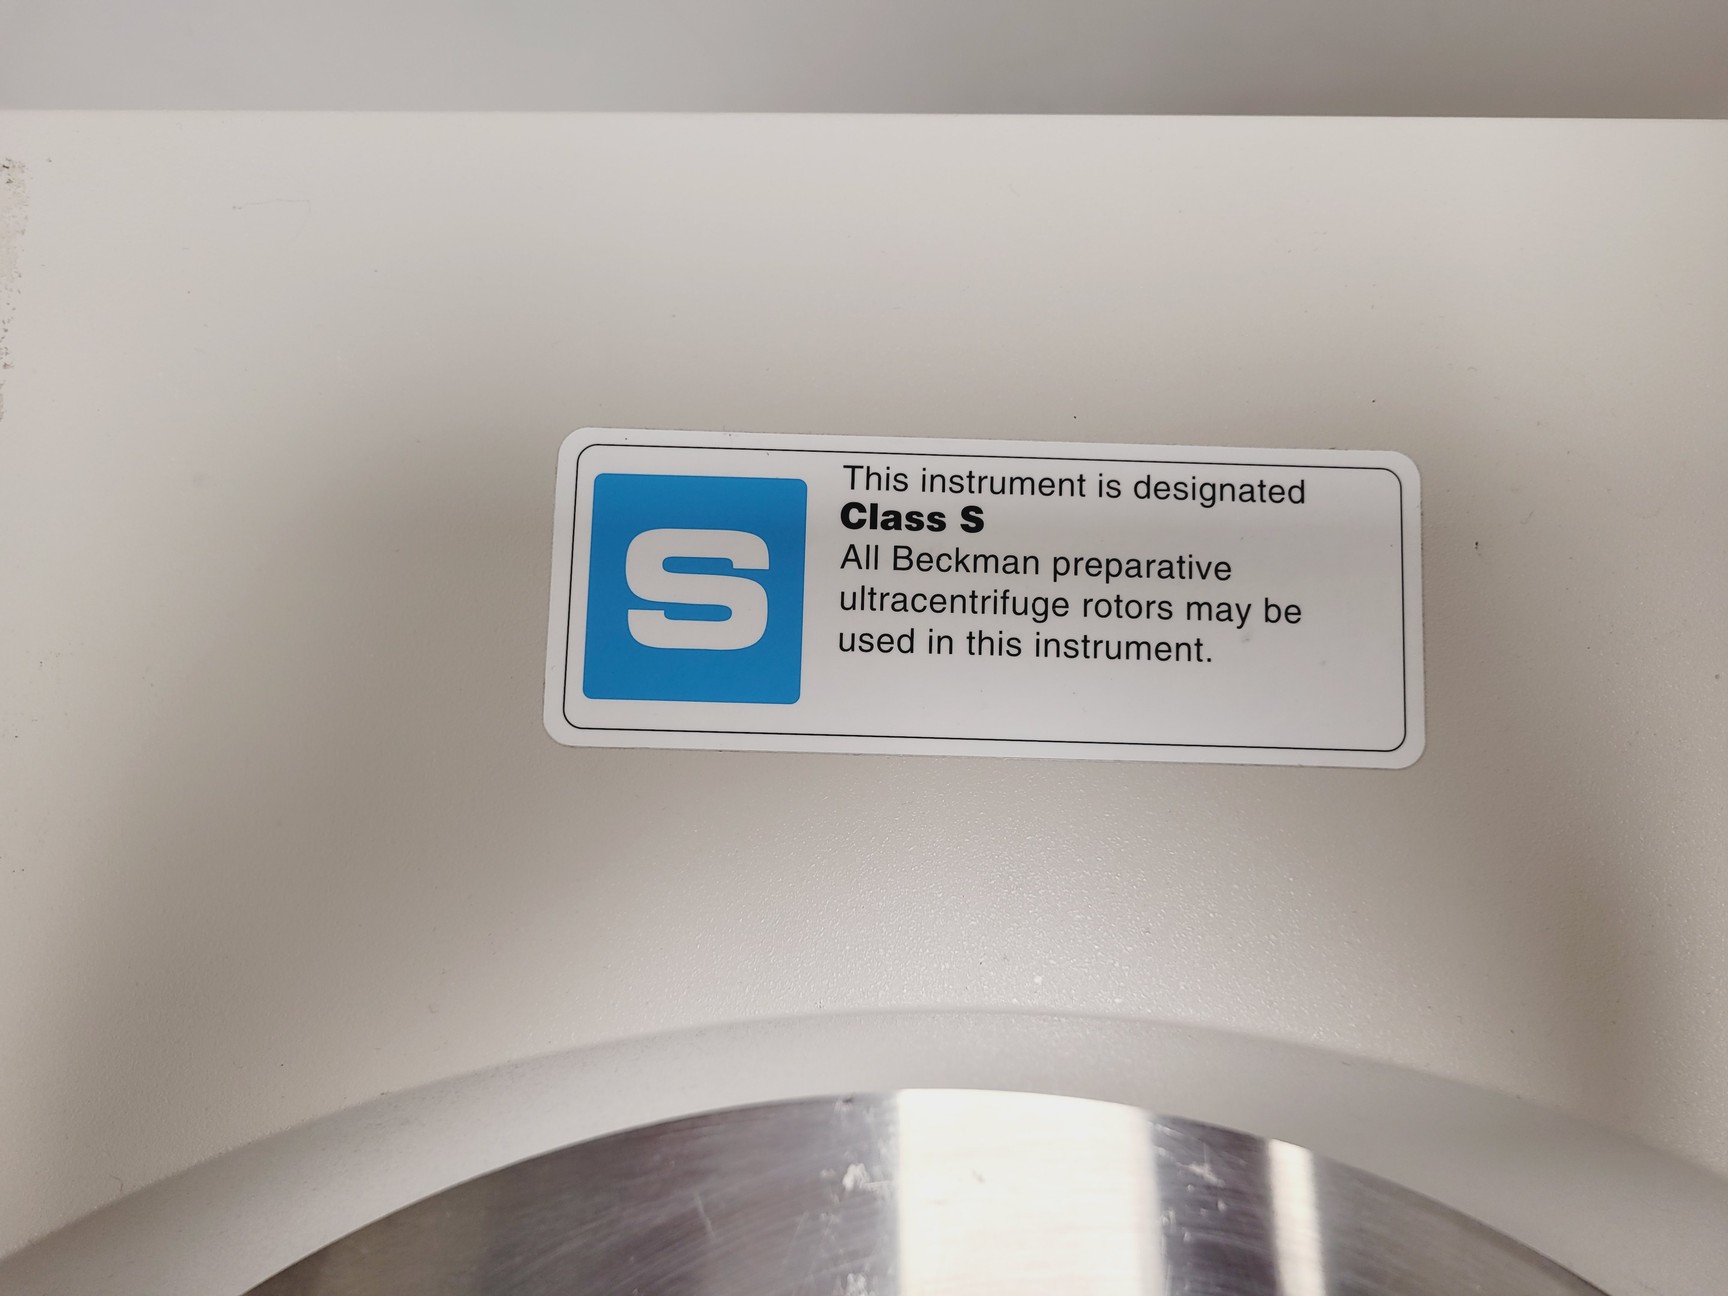 S
This instrument is designated
Class S
All Beckman preparative
ultracentrifuge rotors may be
used in this instrument.